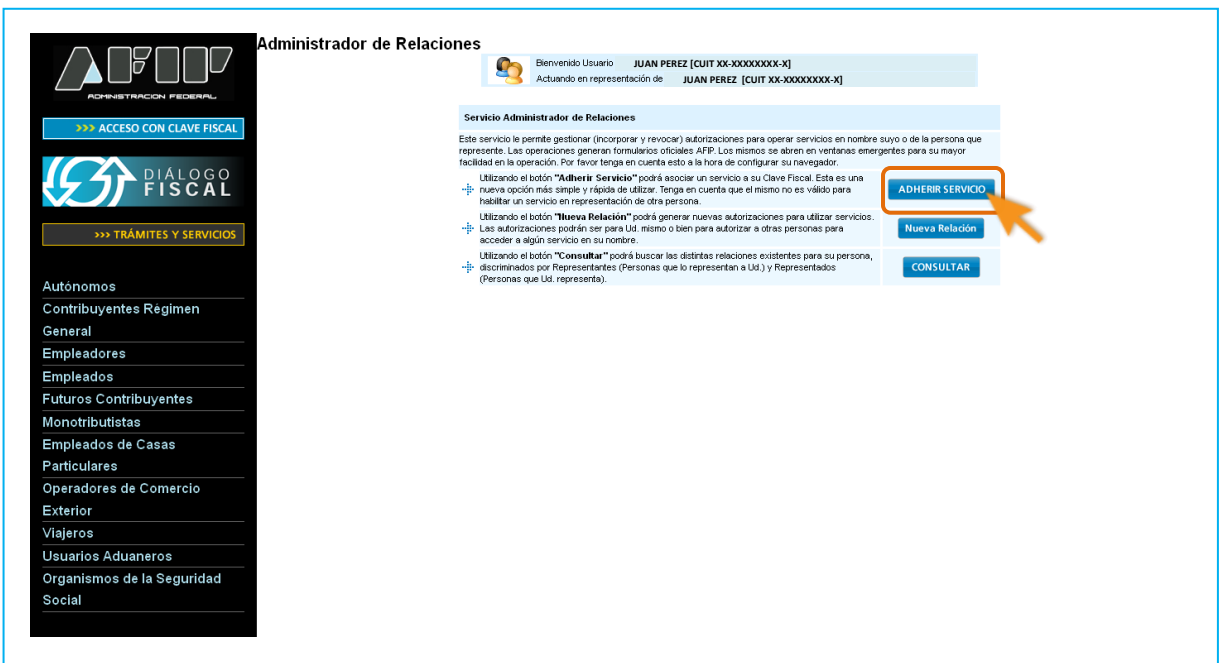 AFIP
ADMINISTRACION FEDERAL
>>> ACCESO CON CLAVE FISCAL
DIÁLOGO
FISCAL
>>> TRÁMITES Y SERVICIOS
Autónomos
Contribuyentes Régimen
General
Empleadores
Empleados
Futuros Contribuyentes
Monotributistas
Empleados de Casas
Particulares
Operadores de Comercio
Exterior
Viajeros
Usuarios Aduaneros
Organismos de la Seguridad
Social
Administrador de Relaciones
Bienvenido Usuario JUAN PEREZ [CUIT XX-XXXXXXXX-X]
Actuando en representación de JUAN PEREZ [CUIT XX-XXXXXXXX-X]
Servicio Administrador de Relaciones
Este servicio le permite gestionar (incorporar y revocar) autorizaciones para operar servicios en nombre suyo o de la persona que
represente. Las operaciones generan formularios oficiales AFIP. Los mismos se abren en ventanas emergentes para su mayor
facilidad en la operación. Por favor tenga en cuenta esto a la hora de configurar su navegador.
Utilizando el botón "Adherir Servicio" podrá asociar un servicio a su Clave Fiscal. Esta es una
nueva opción más simple y rápida de utilizar. Tenga en cuenta que el mismo no es válido para
habilitar un servicio en representación de otra persona.
ADHERIR SERVICIO
Utilizando el botón "Nueva Relación" podrá generar nuevas autorizaciones para utilizar servicios.
Las autorizaciones podrán ser para Ud. mismo o bien para autorizar a otras personas para
acceder a algún servicio en su nombre.
Nueva Relación
Utilizando el botón "Consultar" podrá buscar las distintas relaciones existentes para su persona,
discriminados por Representantes (Personas que lo representan a Ud.) y Representados
(Personas que Ud. representa).
CONSULTAR